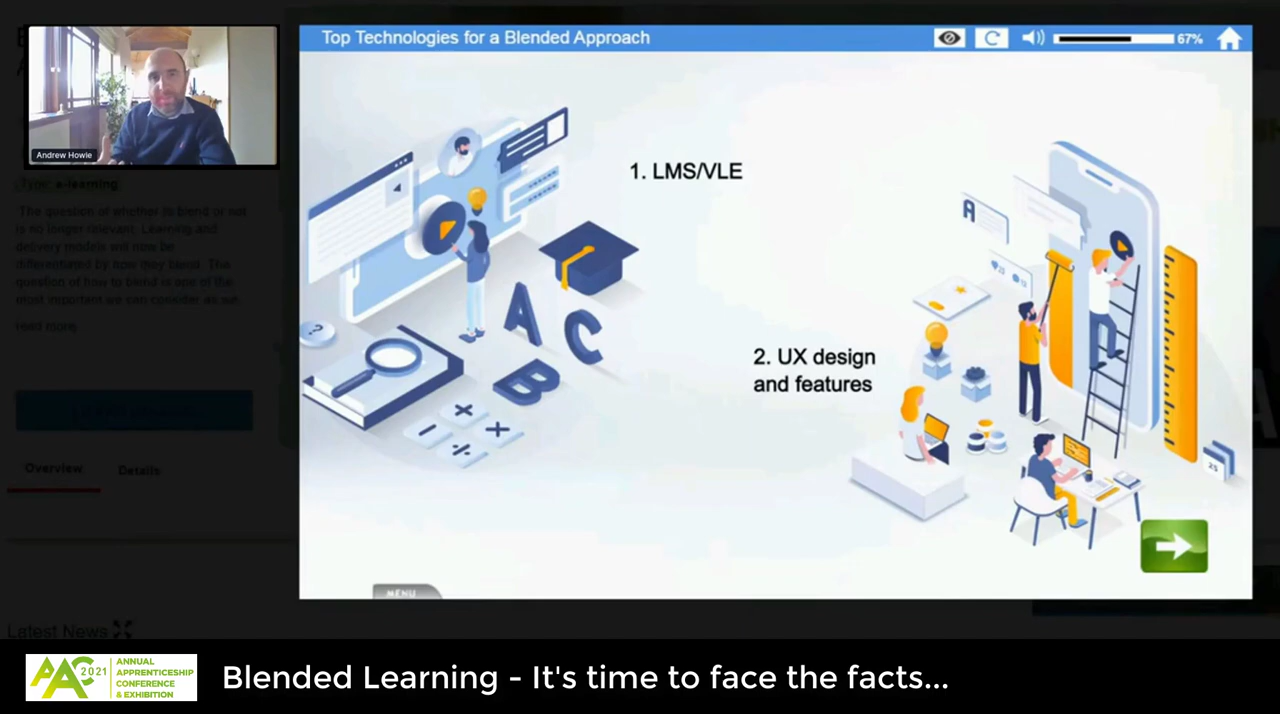 Top Technologies for a Blended Approach
67%
Andrew Howie
1. LMS/VLE
A
A
C
B
?
2. UX design
and features
23
Type: e-learning
The question of whether to blend or not
is no longer relevant. Learning and
delivery models will now be
differentiated by how they blend. The
question of how to blend is one of the
most important we can consider as we
read more
Overview
Details
MENU
Latest News
AAC
2021
ANNUAL
APPRENTICESHIP
CONFERENCE
& EXHIBITION
Blended Learning - It's time to face the facts...